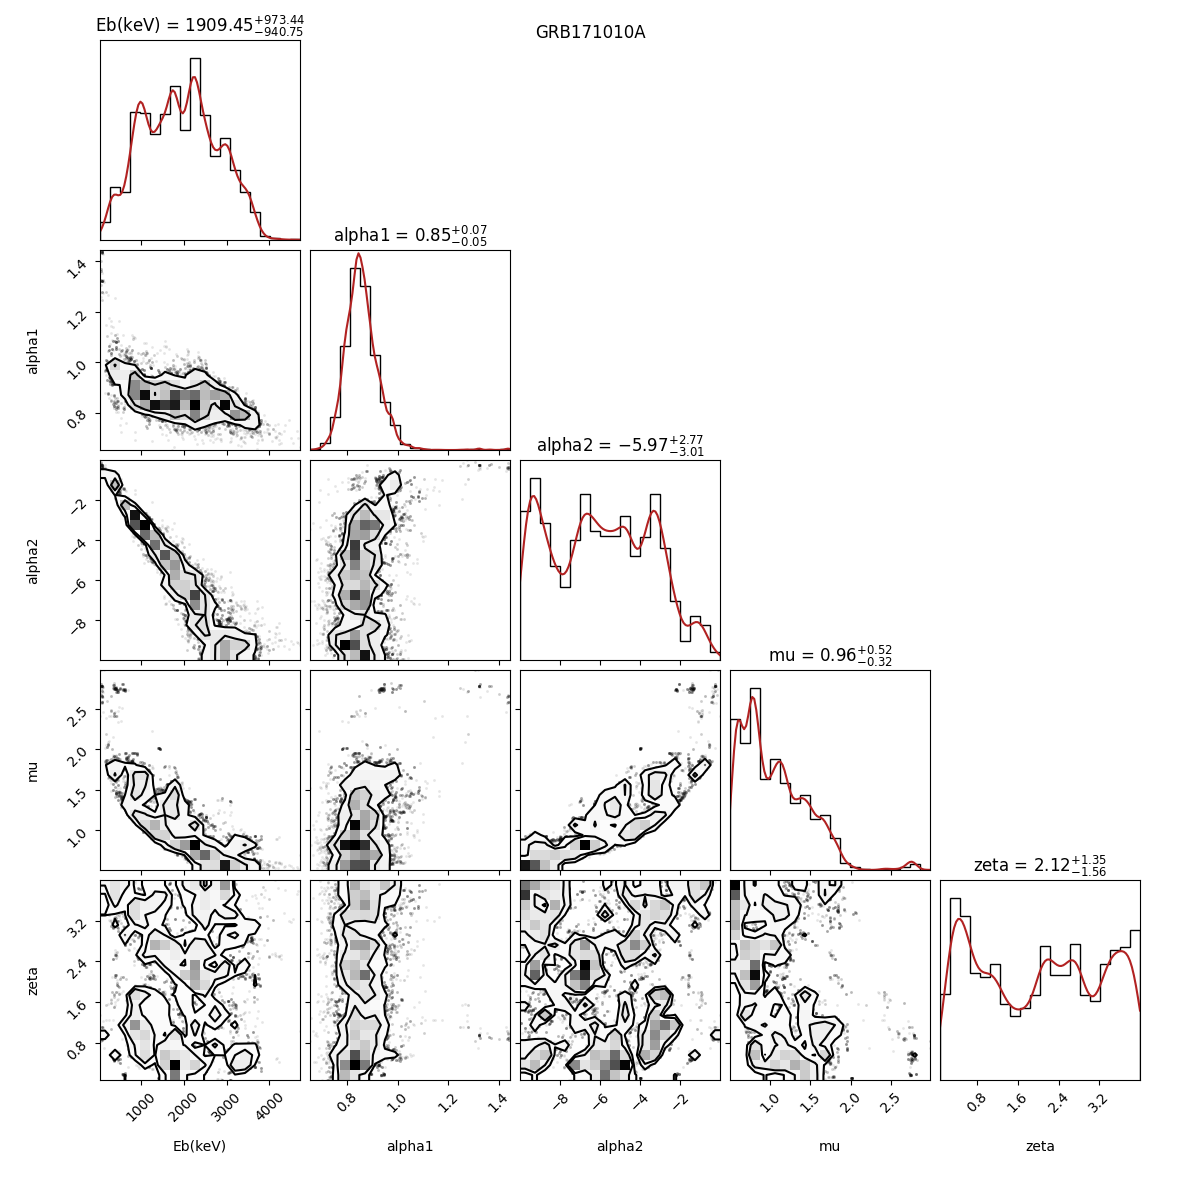 GRB171010A
Eb(keV) = 1909.45^{+973.44}_{−940.75}
alpha1 = 0.85^{+0.07}_{−0.05}
1.4
1.2
1.0
0.8
alpha1
alpha2 = −5.97^{+2.77}_{−3.01}
−2
−4
−6
−8
alpha2
mu = 0.96^{+0.52}_{−0.32}
2.5
2.0
1.5
1.0
mu
zeta = 2.12^{+1.35}_{−1.56}
3.2
2.4
1.6
0.8
zeta
1000 2000 3000 4000 0.8 1.0 1.2 1.4 −8 −6 −4 −2 1.0 1.5 2.0 2.5 0.8 1.6 2.4 3.2
Eb(keV) alpha1 alpha2 mu zeta